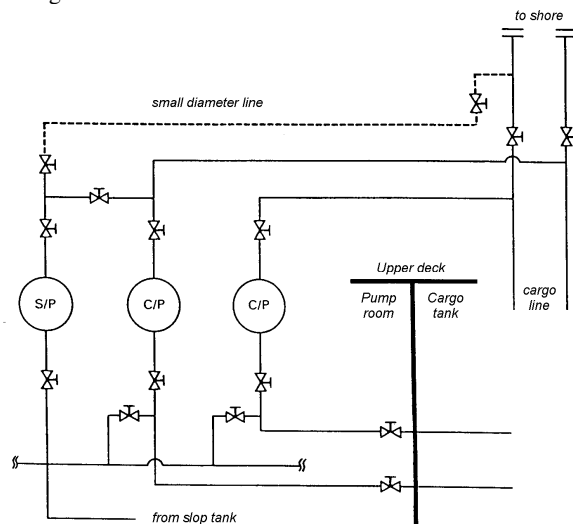 to shore
small diameter line
S/P
C/P
C/P
Upper deck
Pump
room
Cargo
tank
cargo
line
from slop tank